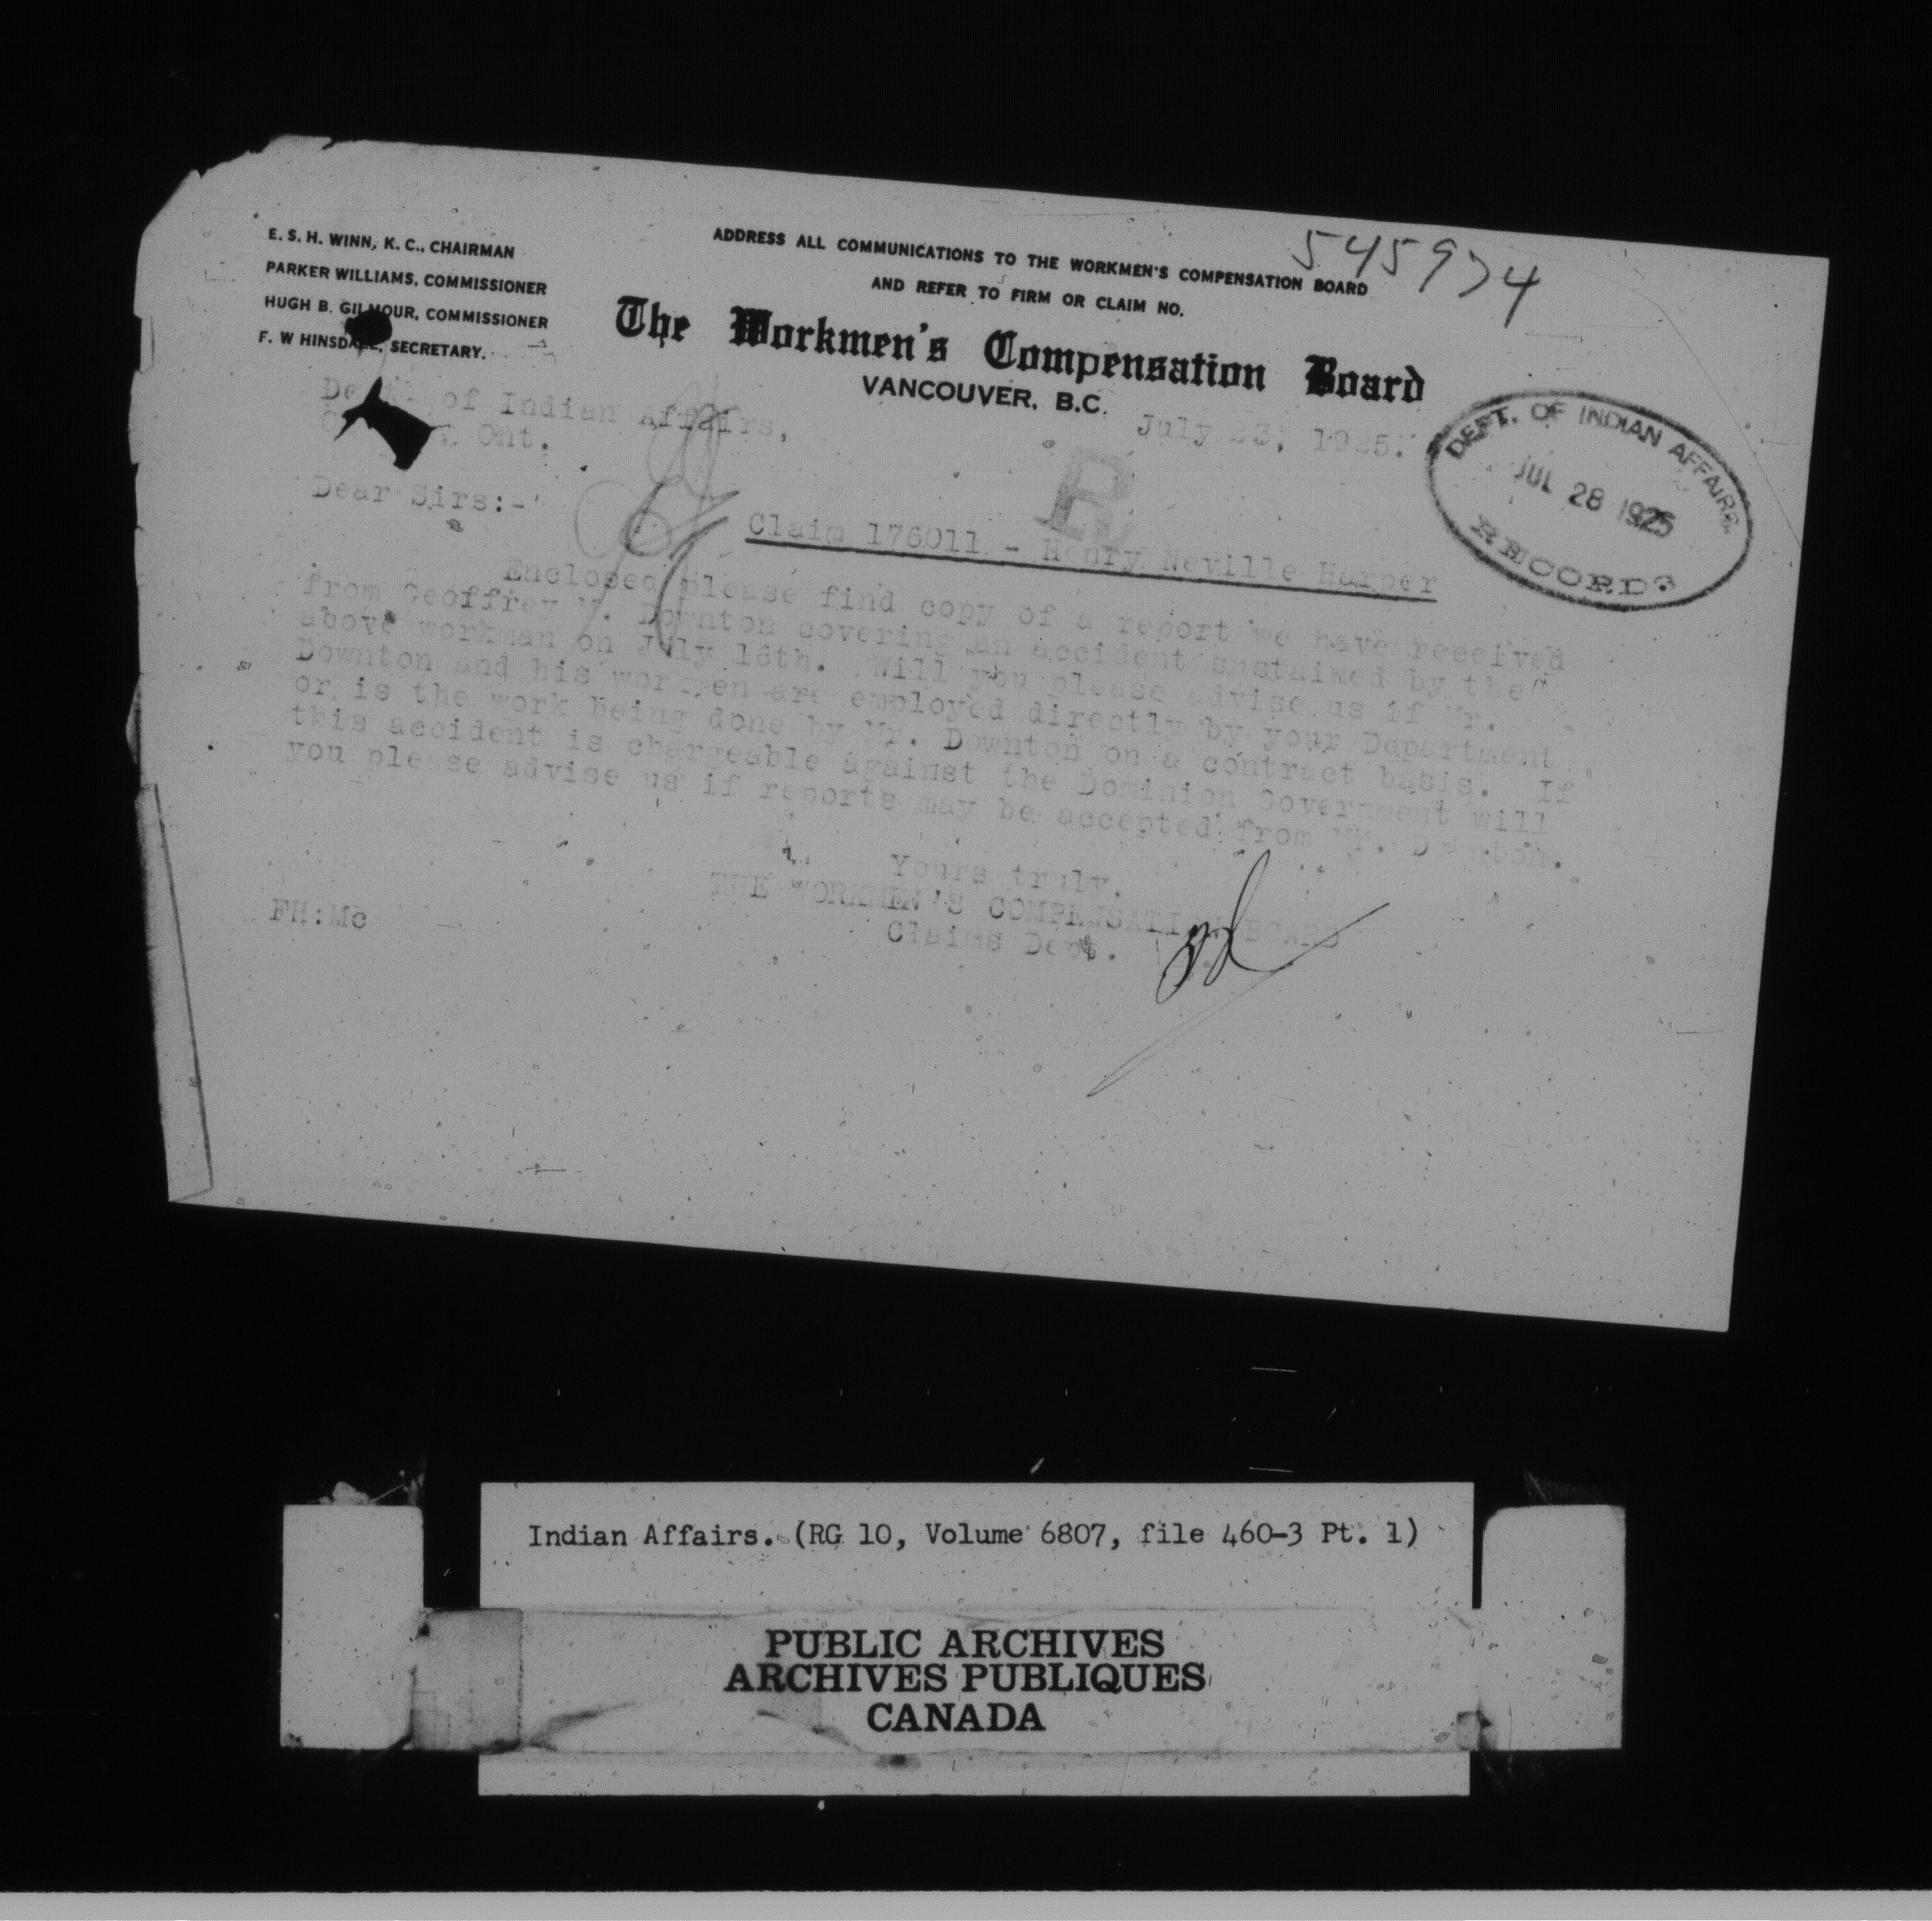 E. S. H. WINN, K. C., CHAIRMAN
PARKER WILLIAMS, COMMISSIONER
HUGH B. GILMOUR, COMMISSIONER
F. W HINSDALE, SECRETARY.
ADDRESS ALL COMMUNICATIONS TO THE WORKMEN'S COMPENSATION BOARD
AND REFER TO FIRM OR CLAIM NO.
545974
The Workmen's Compensation Board
VANCOUVER, B.C.
July 23, 1925.
DEPT. OF INDIAN AFFAIRS
JUL 28 1925
RECORDS
Dept. of Indian Affairs,
Ont.
Dear Sirs:-
R
Claim 176011 - Henry Neville Harper
Enclosed please find copy of a report we have received
from Geoffrey M. Downton covering an accident sustained by the
above workman on July 16th. Will you please advise us if Mr.
Downton and his workmen are employed directly by your Department
or is the work being done by Mr. Downton on a contract basis. If
this accident is chargeable against the Dominion Government will
you please advise us if reports may be accepted from Mr. Downton.
Yours truly,
THE WORKMEN'S COMPENSATION BOARD
Claims Dept.
FH:Mc
Indian Affairs. (RG 10, Volume 6807, file 460-3 Pt. 1)
PUBLIC ARCHIVES
ARCHIVES PUBLIQUES
CANADA